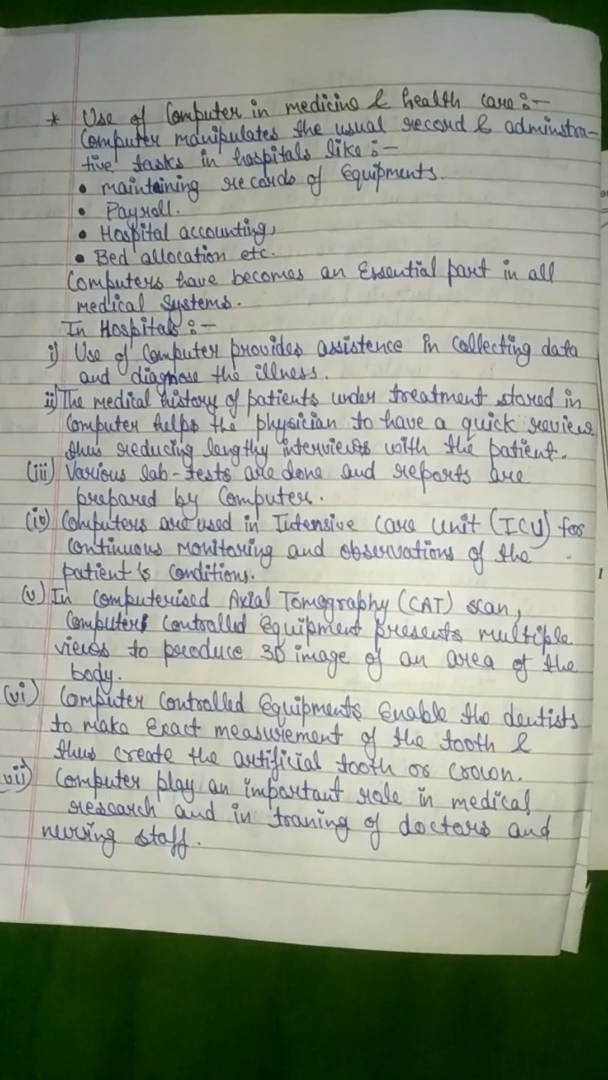 * Use of Computer in medicine & health care :-
Computer manipulates the usual record & adminstra-
tive tasks in hospitals like :-
• maintaining records of Equipments.
• Payroll.
• Hospital accounting,
• Bed allocation etc.
Computers have becomes an Essential part in all
medical Systems.
In Hospitals :-
i) Use of Computer provides assistence in Collecting data
and diagnose the illness.
ii) The medical history of patients under treatment stored in
Computer helps the physician to have a quick review
thus reducing lengthy interviews with the patient.
(iii) Various lab-tests are done and reports are
prepared by Computer.
(iv) Computers are used in Intensive Care Unit (ICU) for
Continuous Monitoring and observations of the
patient's Conditions.
(v) In Computerised Axial Tomography (CAT) scan,
Computers Controlled Equipment presents multiple
views to produce 3D image of an area of the
body.
(vi) Computer Controlled Equipments Enable the dentists
to make Exact measurement of the tooth &
thus create the artificial tooth or Crown.
(vii) Computer play an important role in medical
research and in traning of doctors and
nursing staff.
1